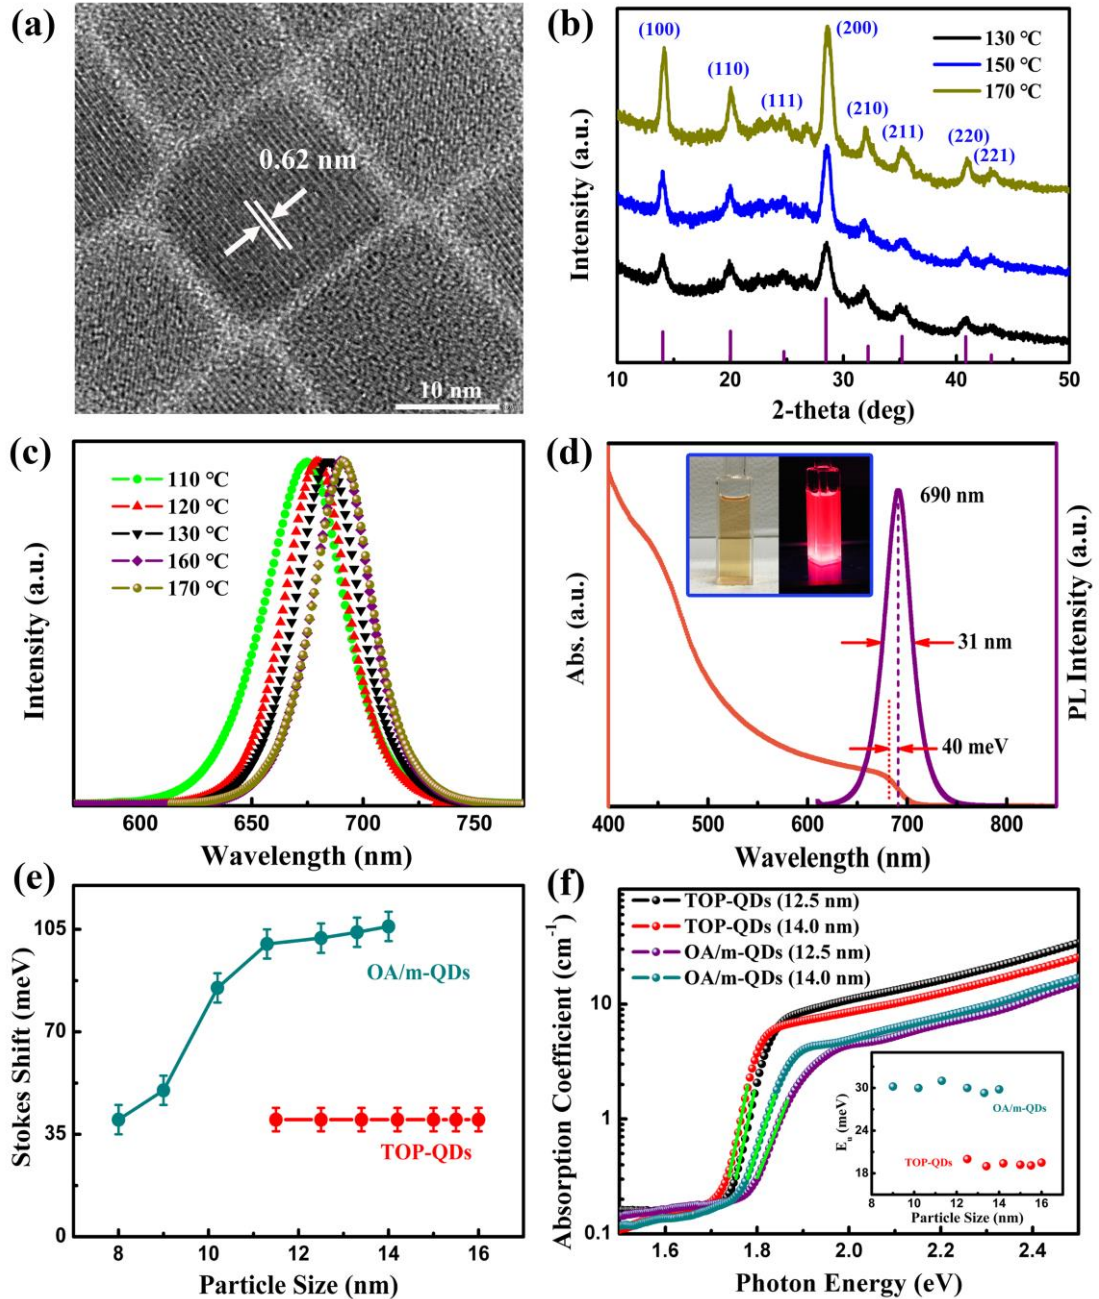 (a)
0.62 nm
10 nm
(b)
(100)
(110)
(111)
(200)
(210)
(211)
(220)
(221)
130 °C
150 °C
170 °C
Intensity (a.u.)
10 20 30 40 50
2-theta (deg)
(c)
110 °C
120 °C
130 °C
160 °C
170 °C
Intensity (a.u.)
600 650 700 750
Wavelength (nm)
(d)
690 nm
31 nm
40 meV
Abs. (a.u.)
PL Intensity (a.u.)
400 500 600 700 800
Wavelength (nm)
(e)
105
70
35
0
Stokes Shift (meV)
OA/m-QDs
TOP-QDs
8 10 12 14 16
Particle Size (nm)
(f)
TOP-QDs (12.5 nm)
TOP-QDs (14.0 nm)
OA/m-QDs (12.5 nm)
OA/m-QDs (14.0 nm)
Absorption Coefficient (cm⁻¹)
10
1
0.1
1.6 1.8 2.0 2.2 2.4
Photon Energy (eV)
36
30
24
18
Eᵤ (meV)
OA/m-QDs
TOP-QDs
8 10 12 14 16
Particle Size (nm)